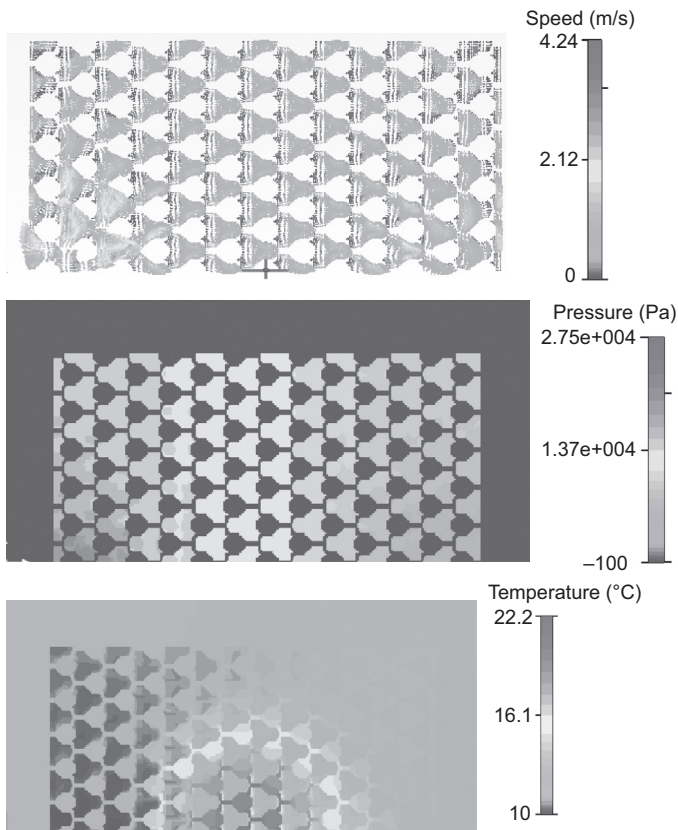 Speed (m/s)
4.24
2.12
0
Pressure (Pa)
2.75e+004
1.37e+004
–100
Temperature (°C)
22.2
16.1
10